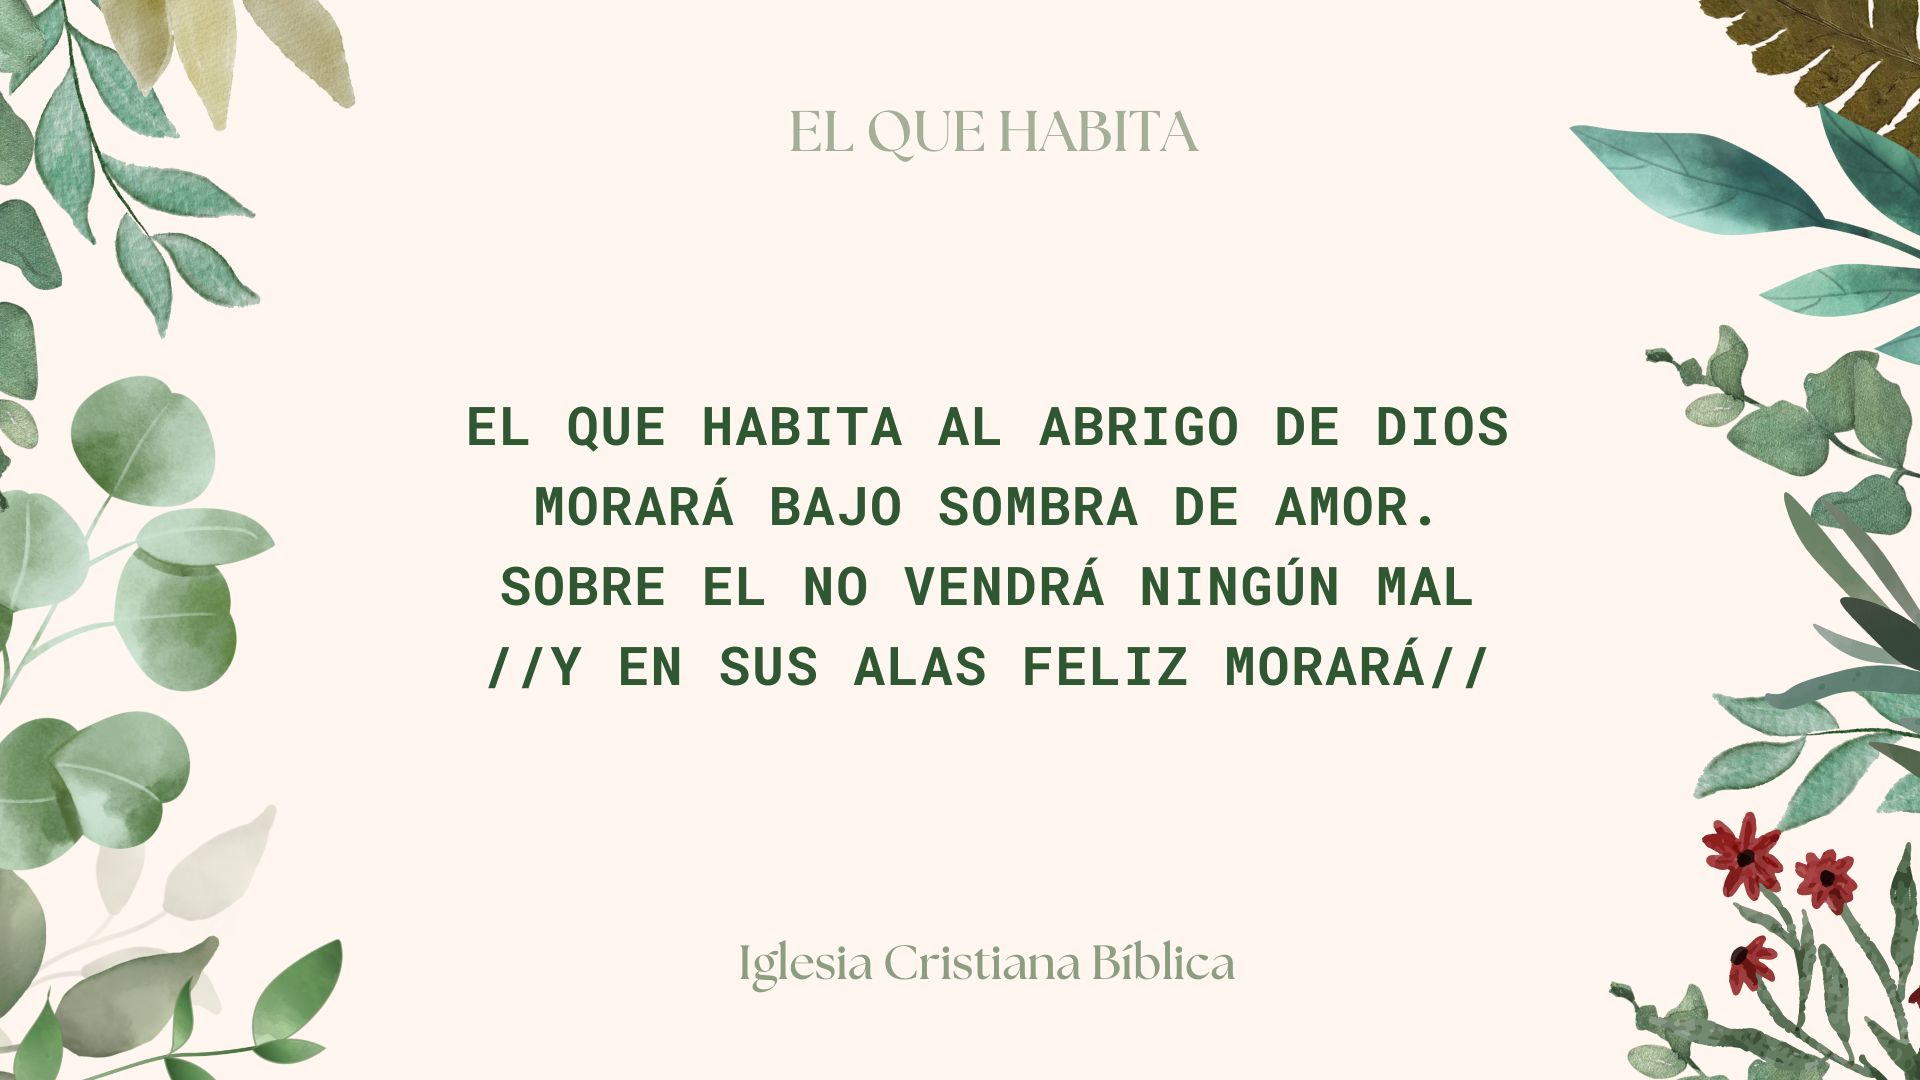 EL QUE HABITA
EL QUE HABITA AL ABRIGO DE DIOS
MORARÁ BAJO SOMBRA DE AMOR.
SOBRE EL NO VENDRÁ NINGÚN MAL
//Y EN SUS ALAS FELIZ MORARÁ//
Iglesia Cristiana Bíblica